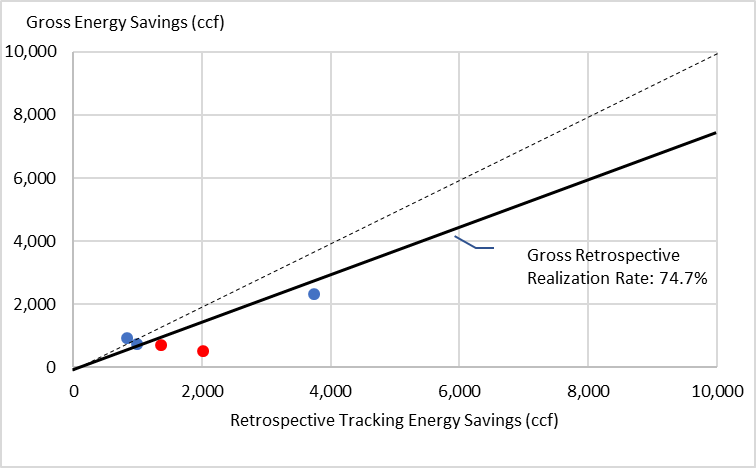 Gross Energy Savings (ccf)
10,000
8,000
6,000
4,000
2,000
0
Gross Retrospective
Realization Rate: 74.7%
0 2,000 4,000 6,000 8,000 10,000
Retrospective Tracking Energy Savings (ccf)